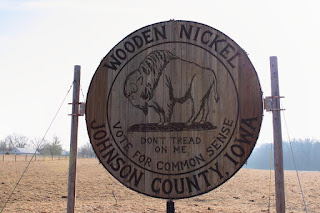 WOODEN NICKEL
DON'T TREAD
ON ME
VOTE FOR COMMON SENSE
JOHNSON COUNTY, IOWA